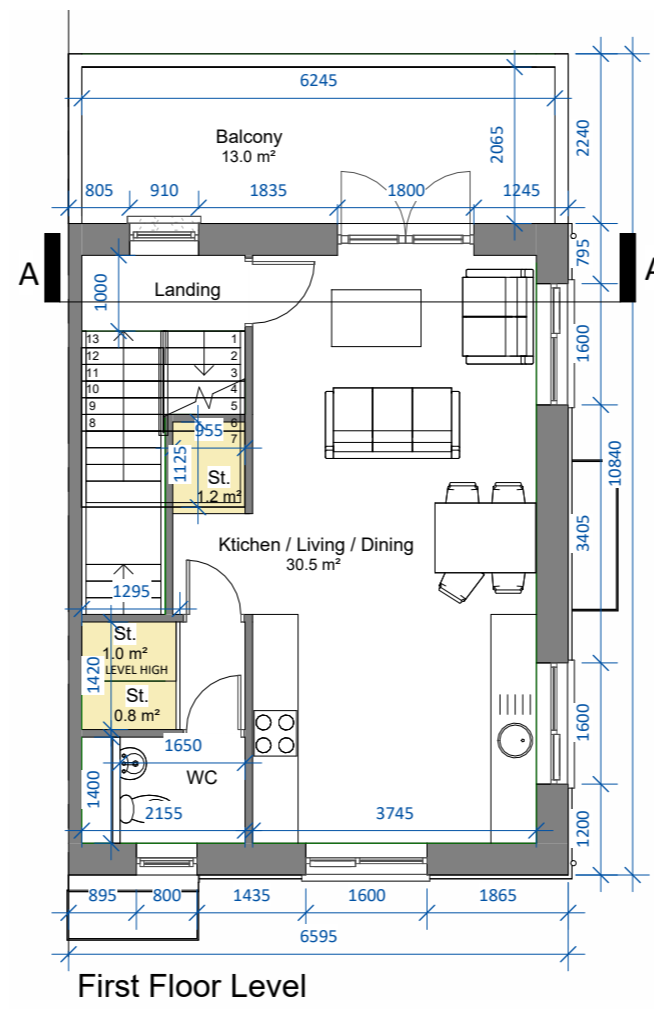 6245
2065
2240
Balcony
13.0 m²
805
910
1835
1800
1245
795
A
A
1000
Landing
1600
13
1
12
2
11
3
10
4
9
5
8
6
7
955
1125
St.
1.2 m²
10840
3405
Ktichen / Living / Dining
30.5 m²
1295
St.
1.0 m²
LEVEL HIGH
1420
St.
0.8 m²
1600
1650
WC
1400
2155
3745
1200
895
800
1435
1600
1865
6595
First Floor Level